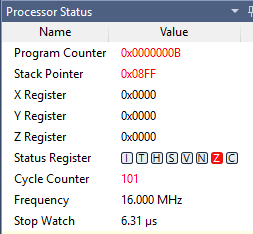 Processor Status
Name Value
Program Counter 0x0000000B
Stack Pointer 0x08FF
X Register 0x0000
Y Register 0x0000
Z Register 0x0000
Status Register I T H S V N Z C
Cycle Counter 101
Frequency 16.000 MHz
Stop Watch 6.31 µs